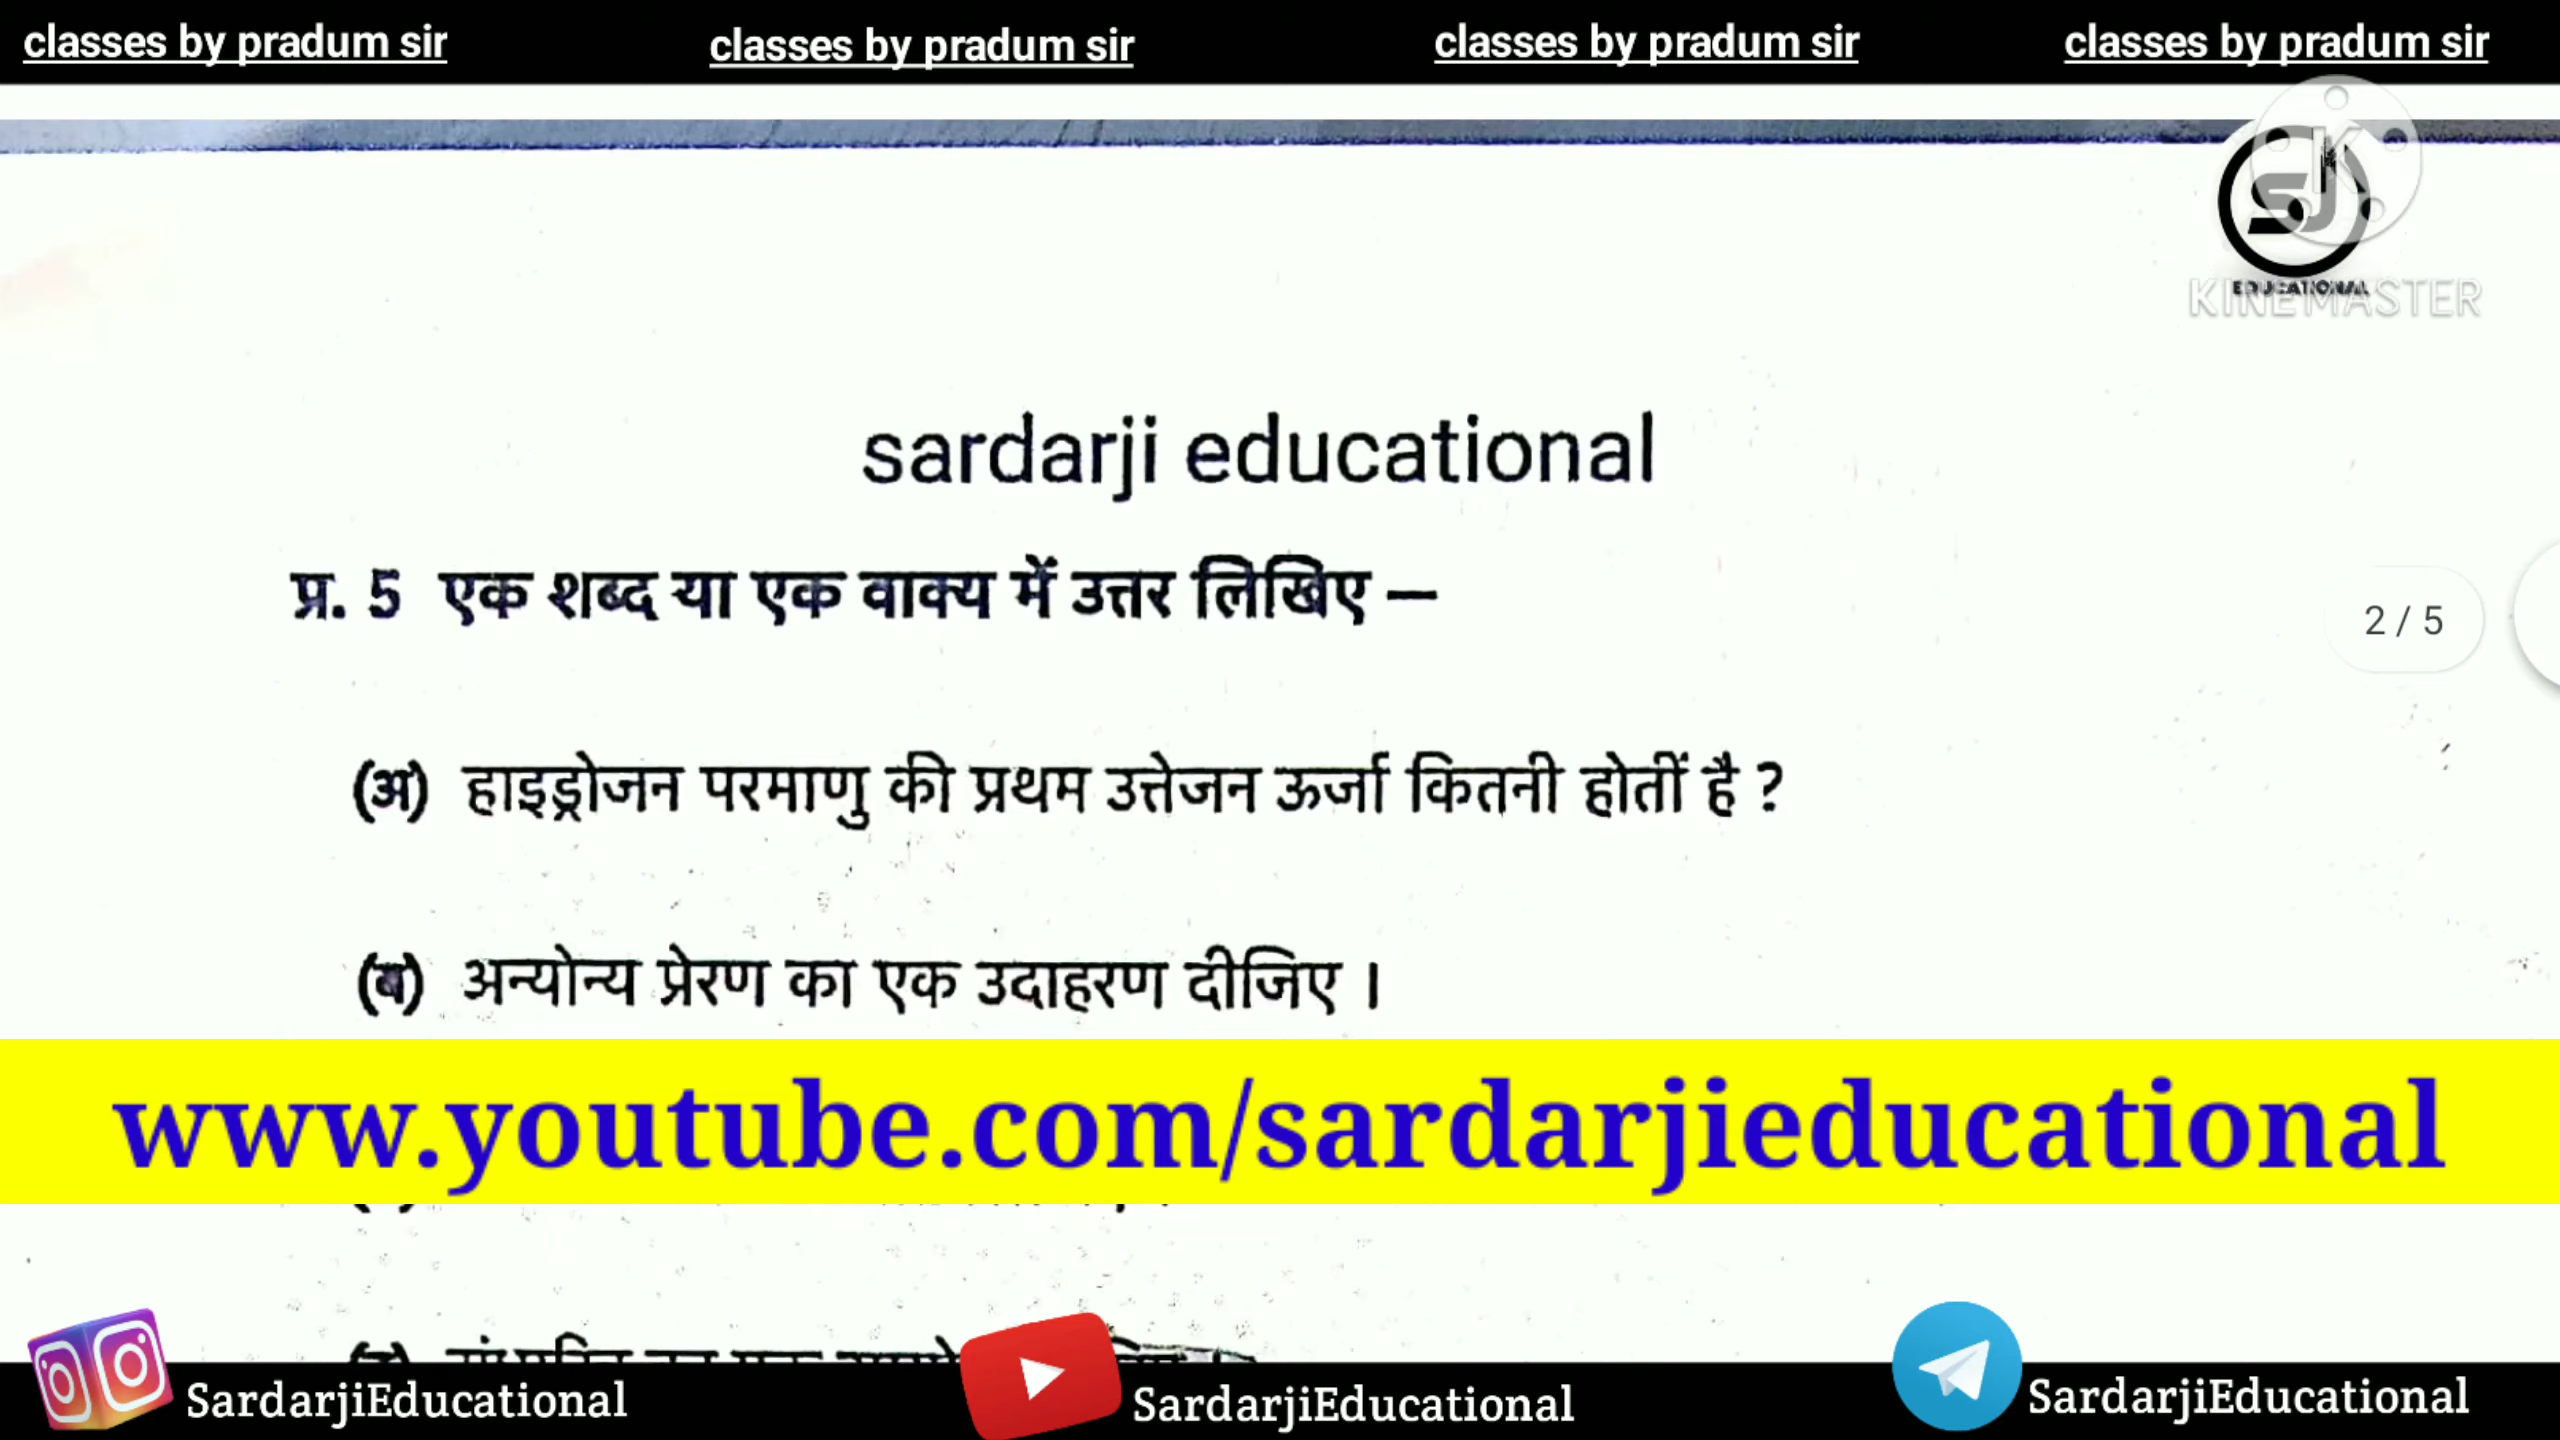 classes by pradum sir classes by pradum sir classes by pradum sir classes by pradum sir
EDUCATIONAL
KINEMASTER
sardarji educational
प्र. 5 एक शब्द या एक वाक्य में उत्तर लिखिए —
2 / 5
(अ) हाइड्रोजन परमाणु की प्रथम उत्तेजन ऊर्जा कितनी होतीं है ?
(ब) अन्योन्य प्रेरण का एक उदाहरण दीजिए ।
www.youtube.com/sardarjieducational
SardarjiEducational SardarjiEducational SardarjiEducational